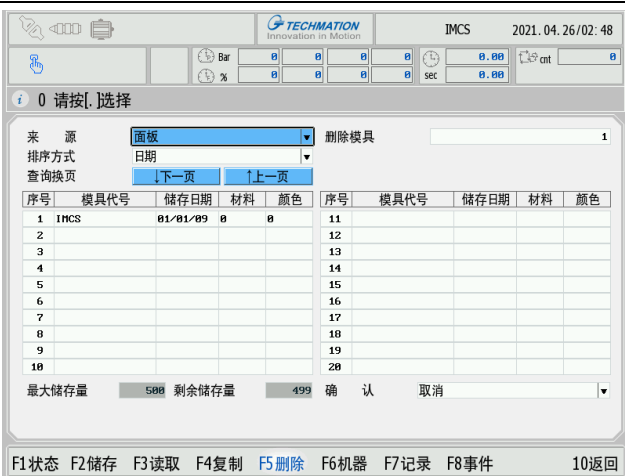 TECHMATION
Innovation in Motion
IMCS 2021.04.26/02:48
Bar 0 0 0 0 0.00 cnt 0
% 0 0 0 0 sec 0.00
i 0 请按[.]选择
来 源 面板 删除模具 1
排序方式 日期
查询换页 ↓下一页 ↑上一页
序号 模具代号 储存日期 材料 颜色 序号 模具代号 储存日期 材料 颜色
1 IMCS 01/01/09 0 0 11
2 12
3 13
4 14
5 15
6 16
7 17
8 18
9 19
10 20
最大储存量 500 剩余储存量 499 确 认 取消
F1状态 F2储存 F3读取 F4复制 F5删除 F6机器 F7记录 F8事件 10返回